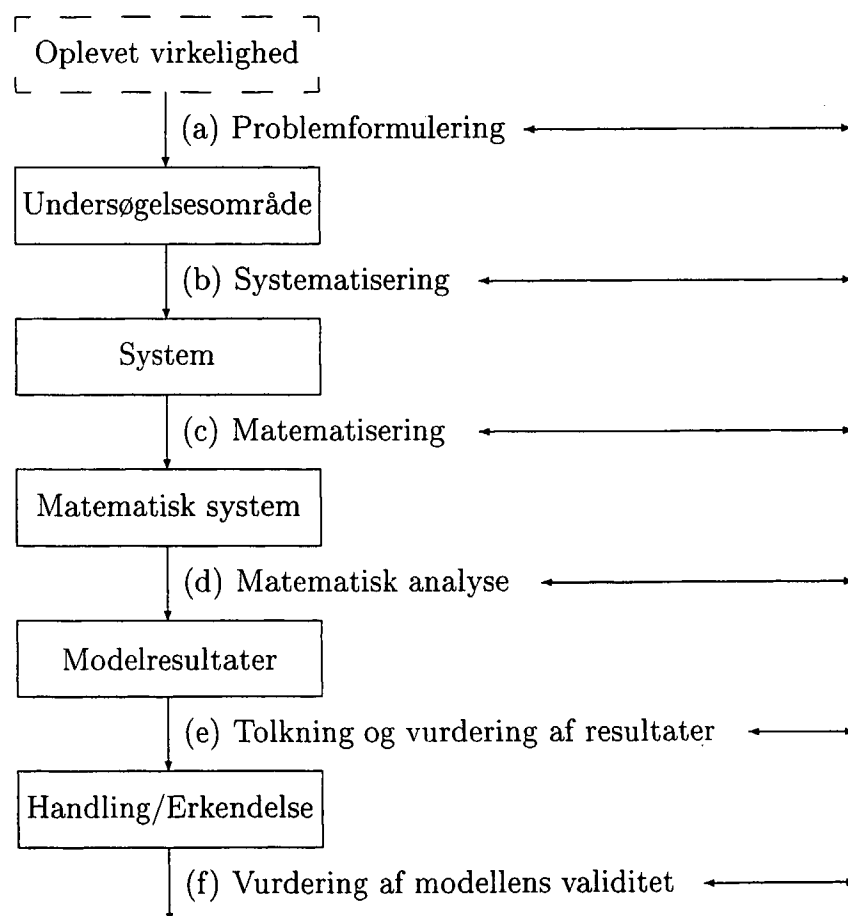 Oplevet virkelighed
(a) Problemformulering
Undersøgelsesområde
(b) Systematisering
System
(c) Matematisering
Matematisk system
(d) Matematisk analyse
Modelresultater
(e) Tolkning og vurdering af resultater
Handling/Erkendelse
(f) Vurdering af modellens validitet